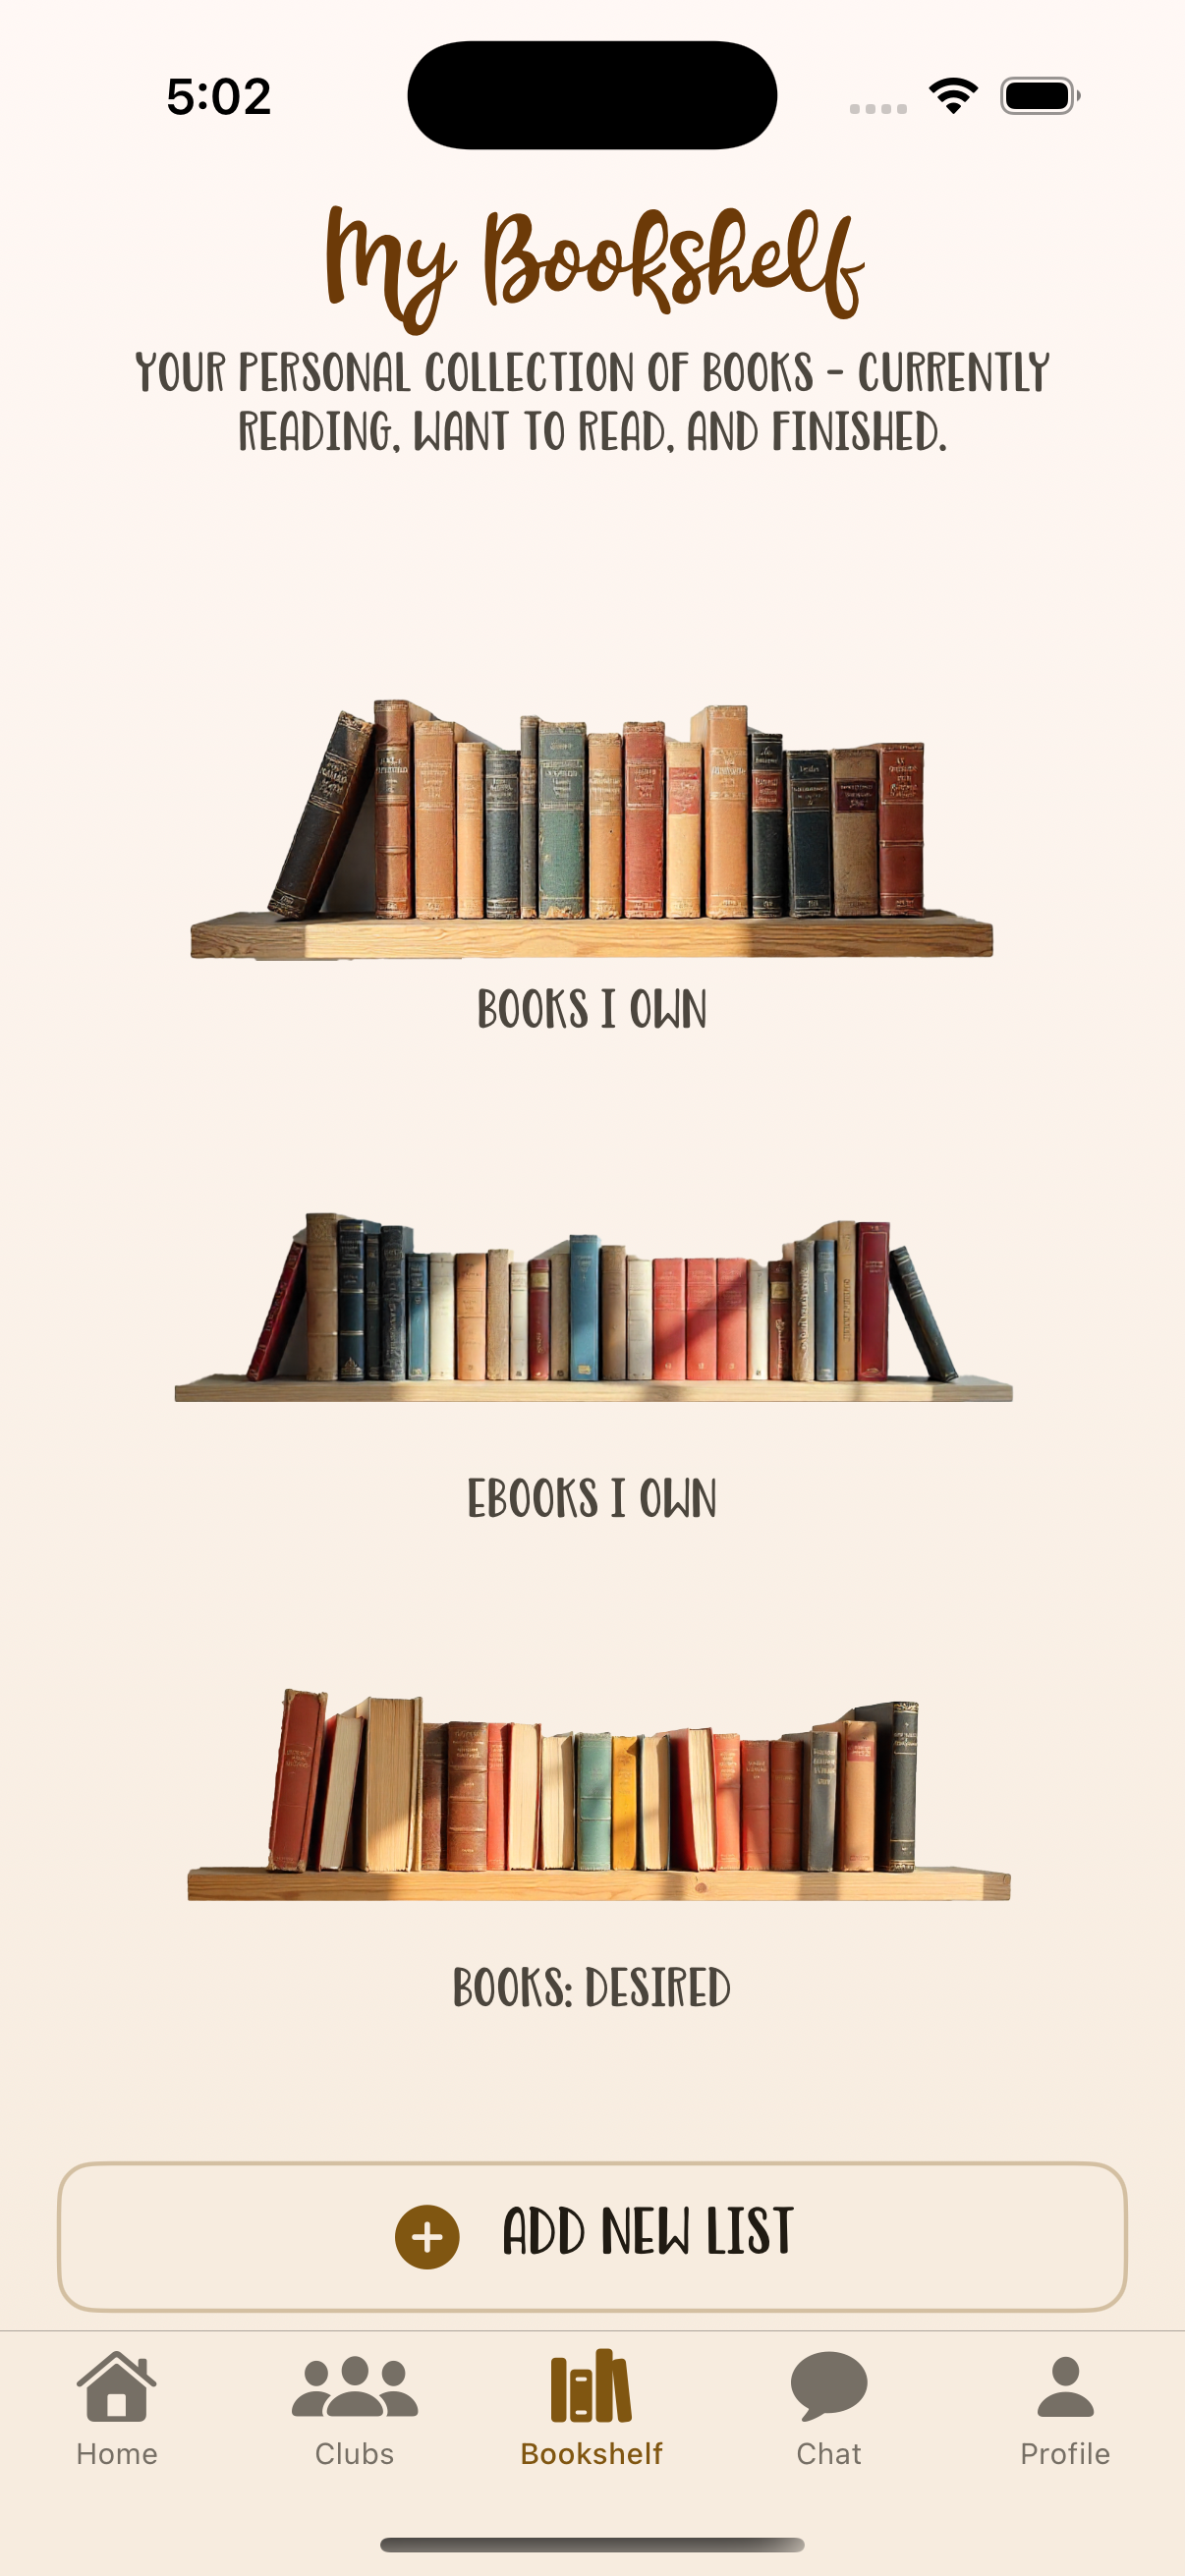 5:02
My Bookshelf
YOUR PERSONAL COLLECTION OF BOOKS - CURRENTLY
READING, WANT TO READ, AND FINISHED.
BOOKS I OWN
EBOOKS I OWN
BOOKS: DESIRED
ADD NEW LIST
Home Clubs Bookshelf Chat Profile